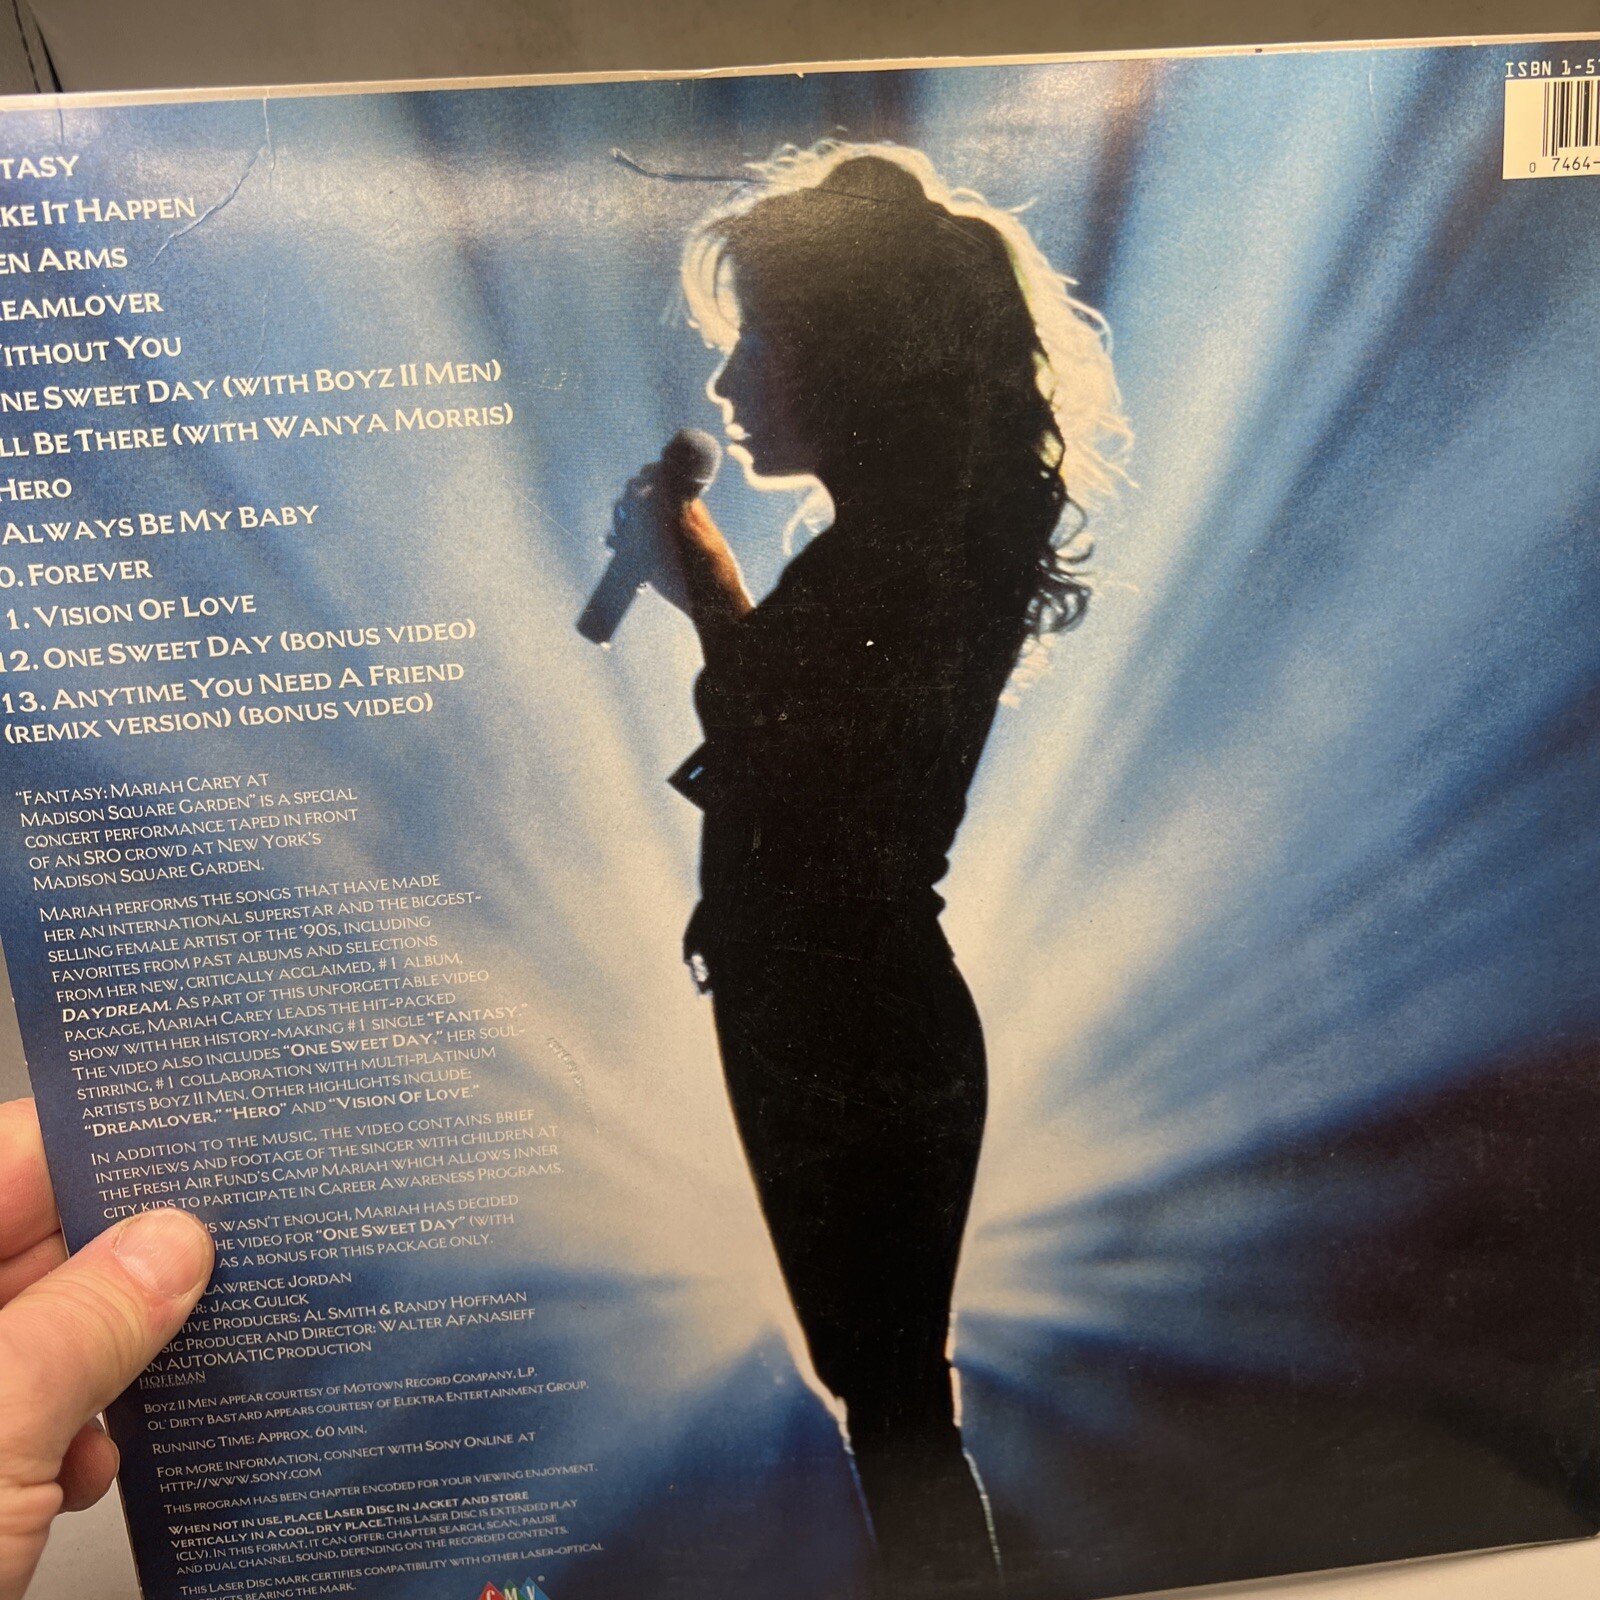 ISBN 1-5
0 7464-
TASY
KE IT HAPPEN
EN ARMS
EAMLOVER
ITHOUT YOU
NE SWEET DAY (WITH BOYZ II MEN)
LL BE THERE (WITH WANYA MORRIS)
HERO
ALWAYS BE MY BABY
0. FOREVER
1. VISION OF LOVE
12. ONE SWEET DAY (BONUS VIDEO)
13. ANYTIME YOU NEED A FRIEND
(REMIX VERSION) (BONUS VIDEO)
"FANTASY: MARIAH CAREY AT
MADISON SQUARE GARDEN" IS A SPECIAL
CONCERT PERFORMANCE TAPED IN FRONT
OF AN SRO CROWD AT NEW YORK'S
MADISON SQUARE GARDEN.
MARIAH PERFORMS THE SONGS THAT HAVE MADE
HER AN INTERNATIONAL SUPERSTAR AND THE BIGGEST-
SELLING FEMALE ARTIST OF THE '90S, INCLUDING
FAVORITES FROM PAST ALBUMS AND SELECTIONS
FROM HER NEW, CRITICALLY ACCLAIMED, #1 ALBUM,
DAYDREAM. AS PART OF THIS UNFORGETTABLE VIDEO
PACKAGE, MARIAH CAREY LEADS THE HIT-PACKED
SHOW WITH HER HISTORY-MAKING #1 SINGLE "FANTASY."
THE VIDEO ALSO INCLUDES "ONE SWEET DAY," HER SOUL-
STIRRING, #1 COLLABORATION WITH MULTI-PLATINUM
ARTISTS BOYZ II MEN. OTHER HIGHLIGHTS INCLUDE:
"DREAMLOVER," "HERO" AND "VISION OF LOVE."
IN ADDITION TO THE MUSIC, THE VIDEO CONTAINS BRIEF
INTERVIEWS AND FOOTAGE OF THE SINGER WITH CHILDREN AT
THE FRESH AIR FUND'S CAMP MARIAH WHICH ALLOWS INNER
CITY KIDS TO PARTICIPATE IN CAREER AWARENESS PROGRAMS.
IS WASN'T ENOUGH, MARIAH HAS DECIDED
HE VIDEO FOR "ONE SWEET DAY" (WITH
AS A BONUS FOR THIS PACKAGE ONLY.
LAWRENCE JORDAN
R: JACK GULICK
TIVE PRODUCERS: AL SMITH & RANDY HOFFMAN
SIC PRODUCER AND DIRECTOR: WALTER AFANASIEFF
AN AUTOMATIC PRODUCTION
HOFFMAN
BOYZ II MEN APPEAR COURTESY OF MOTOWN RECORD COMPANY, L.P.
OL' DIRTY BASTARD APPEARS COURTESY OF ELEKTRA ENTERTAINMENT GROUP.
RUNNING TIME: APPROX. 60 MIN.
FOR MORE INFORMATION, CONNECT WITH SONY ONLINE AT
HTTP://WWW.SONY.COM
THIS PROGRAM HAS BEEN CHAPTER ENCODED FOR YOUR VIEWING ENJOYMENT.
WHEN NOT IN USE, PLACE LASER DISC IN JACKET AND STORE
VERTICALLY IN A COOL, DRY PLACE. THIS LASER DISC IS EXTENDED PLAY
(CLV). IN THIS FORMAT, IT CAN OFFER: CHAPTER SEARCH, SCAN, PAUSE
AND DUAL CHANNEL SOUND, DEPENDING ON THE RECORDED CONTENTS.
THIS LASER DISC MARK CERTIFIES COMPATIBILITY WITH OTHER LASER-OPTICAL
PRODUCTS BEARING THE MARK.
CMV